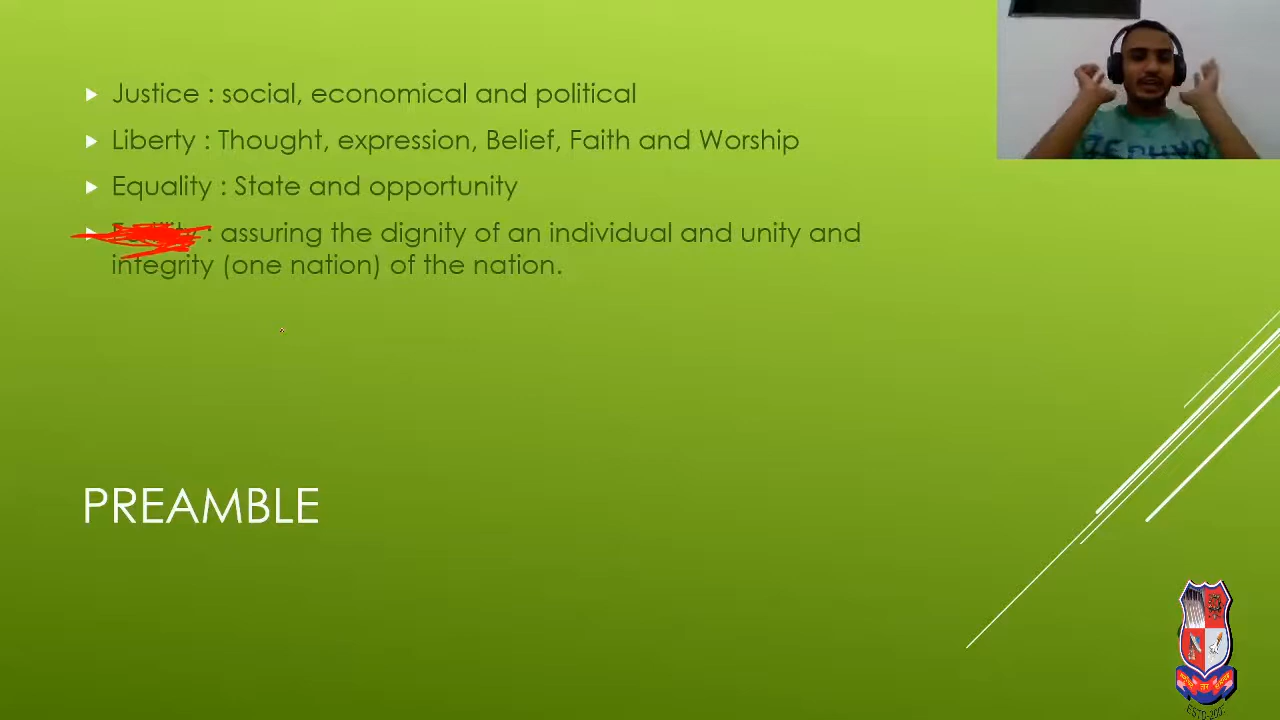 Justice : social, economical and political
Liberty : Thought, expression, Belief, Faith and Worship
Equality : State and opportunity
: assuring the dignity of an individual and unity and
integrity (one nation) of the nation.
PREAMBLE